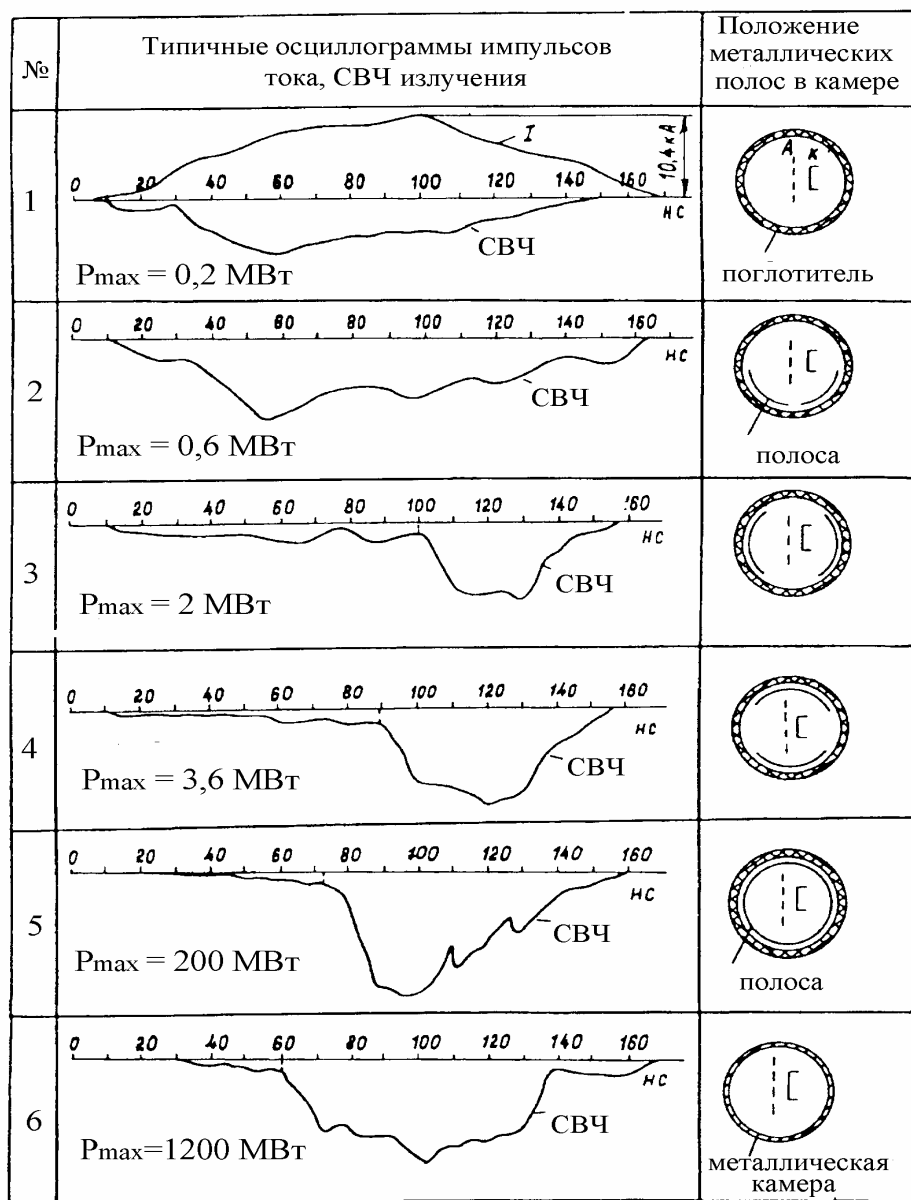 №
Типичные осциллограммы импульсов
тока, СВЧ излучения
Положение
металлических
полос в камере
1
I
10,4 кА
0 20 40 60 80 100 120 140 160
нс
СВЧ
Pmax = 0,2 МВт
А К
поглотитель
2
0 20 40 60 80 100 120 140 160
нс
СВЧ
Pmax = 0,6 МВт
полоса
3
0 20 40 60 80 100 120 140 160
нс
СВЧ
Pmax = 2 МВт
4
0 20 40 60 80 100 120 140 160
нс
СВЧ
Pmax = 3,6 МВт
5
0 20 40 60 80 100 120 140 160
нс
СВЧ
Pmax = 200 МВт
полоса
6
0 20 40 60 80 100 120 140 160
нс
СВЧ
Pmax=1200 МВт
металлическая
камера